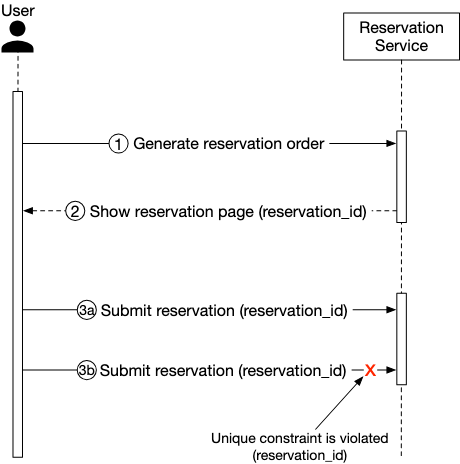 User
Reservation
Service
1 Generate reservation order
2 Show reservation page (reservation_id)
3a Submit reservation (reservation_id)
3b Submit reservation (reservation_id) X
Unique constraint is violated
(reservation_id)